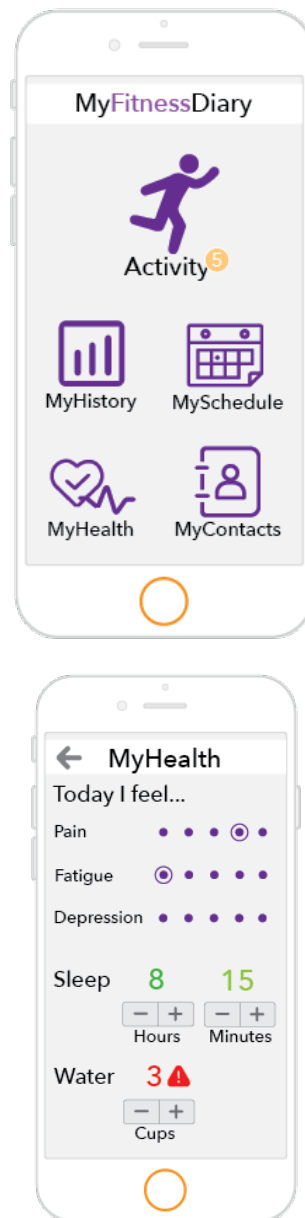 MyFitnessDiary
Activity 5
MyHistory MySchedule
MyHealth MyContacts
MyHealth
Today I feel...
Pain
Fatigue
Depression
Sleep 8 15
− + − +
Hours Minutes
Water 3
− +
Cups